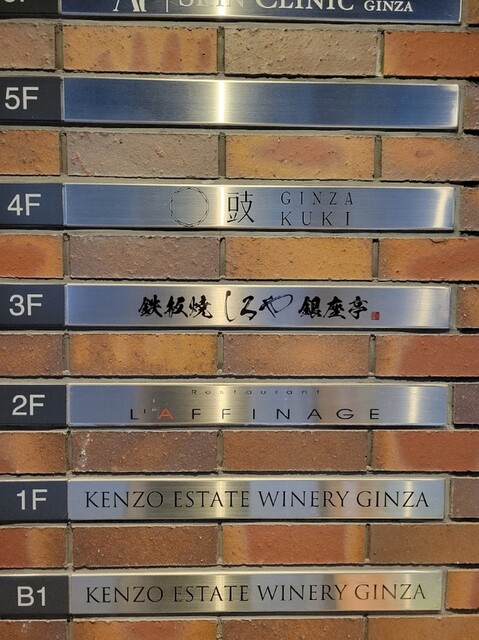 SKIN CLINIC GINZA
5F
4F 豉 GINZA
KUKI
3F 鉄板焼 しろや 銀座亭
Restaurant
2F L'AFFINAGE
1F KENZO ESTATE WINERY GINZA
B1 KENZO ESTATE WINERY GINZA